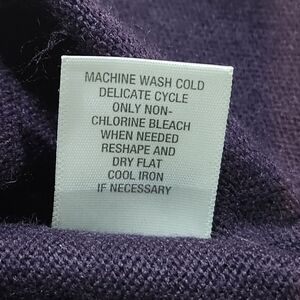 MACHINE WASH COLD
DELICATE CYCLE
ONLY NON-
CHLORINE BLEACH
WHEN NEEDED
RESHAPE AND
DRY FLAT
COOL IRON
IF NECESSARY